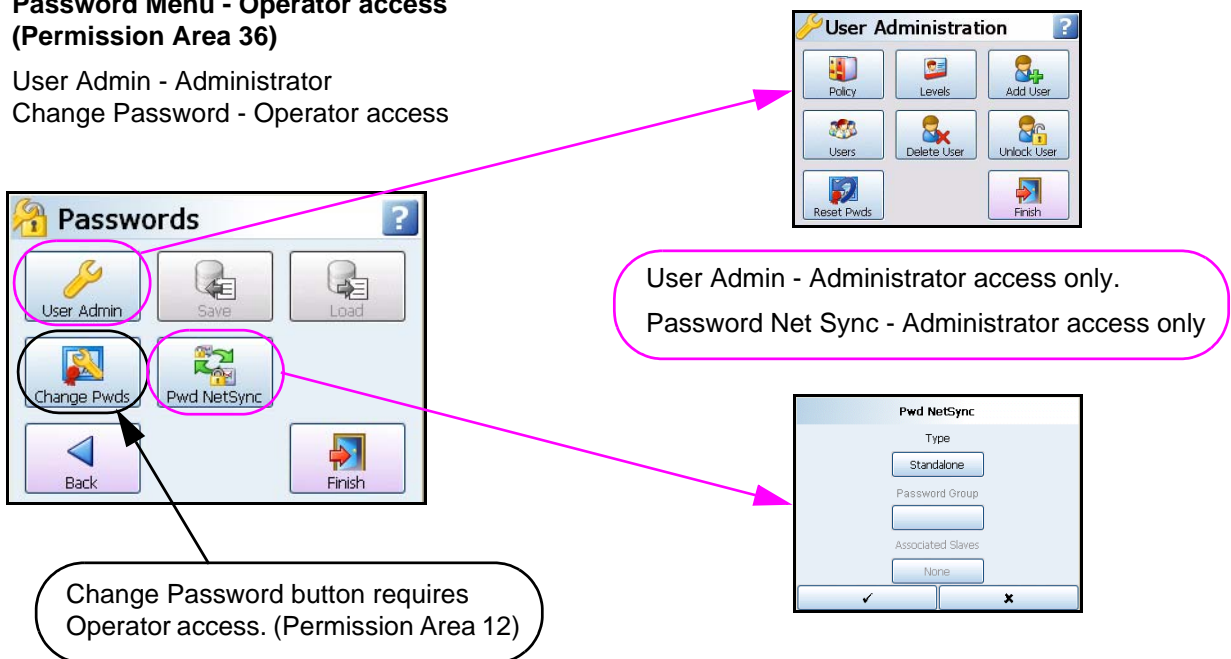 Password Menu - Operator access
(Permission Area 36)
User Admin - Administrator
Change Password - Operator access
Passwords
?
User Admin
Save
Load
Change Pwds
Pwd NetSync
Back
Finish
Change Password button requires
Operator access. (Permission Area 12)
User Administration
?
Policy
Levels
Add User
Users
Delete User
Unlock User
Reset Pwds
Finish
User Admin - Administrator access only.
Password Net Sync - Administrator access only
Pwd NetSync
Type
Standalone
Password Group
Associated Slaves
None